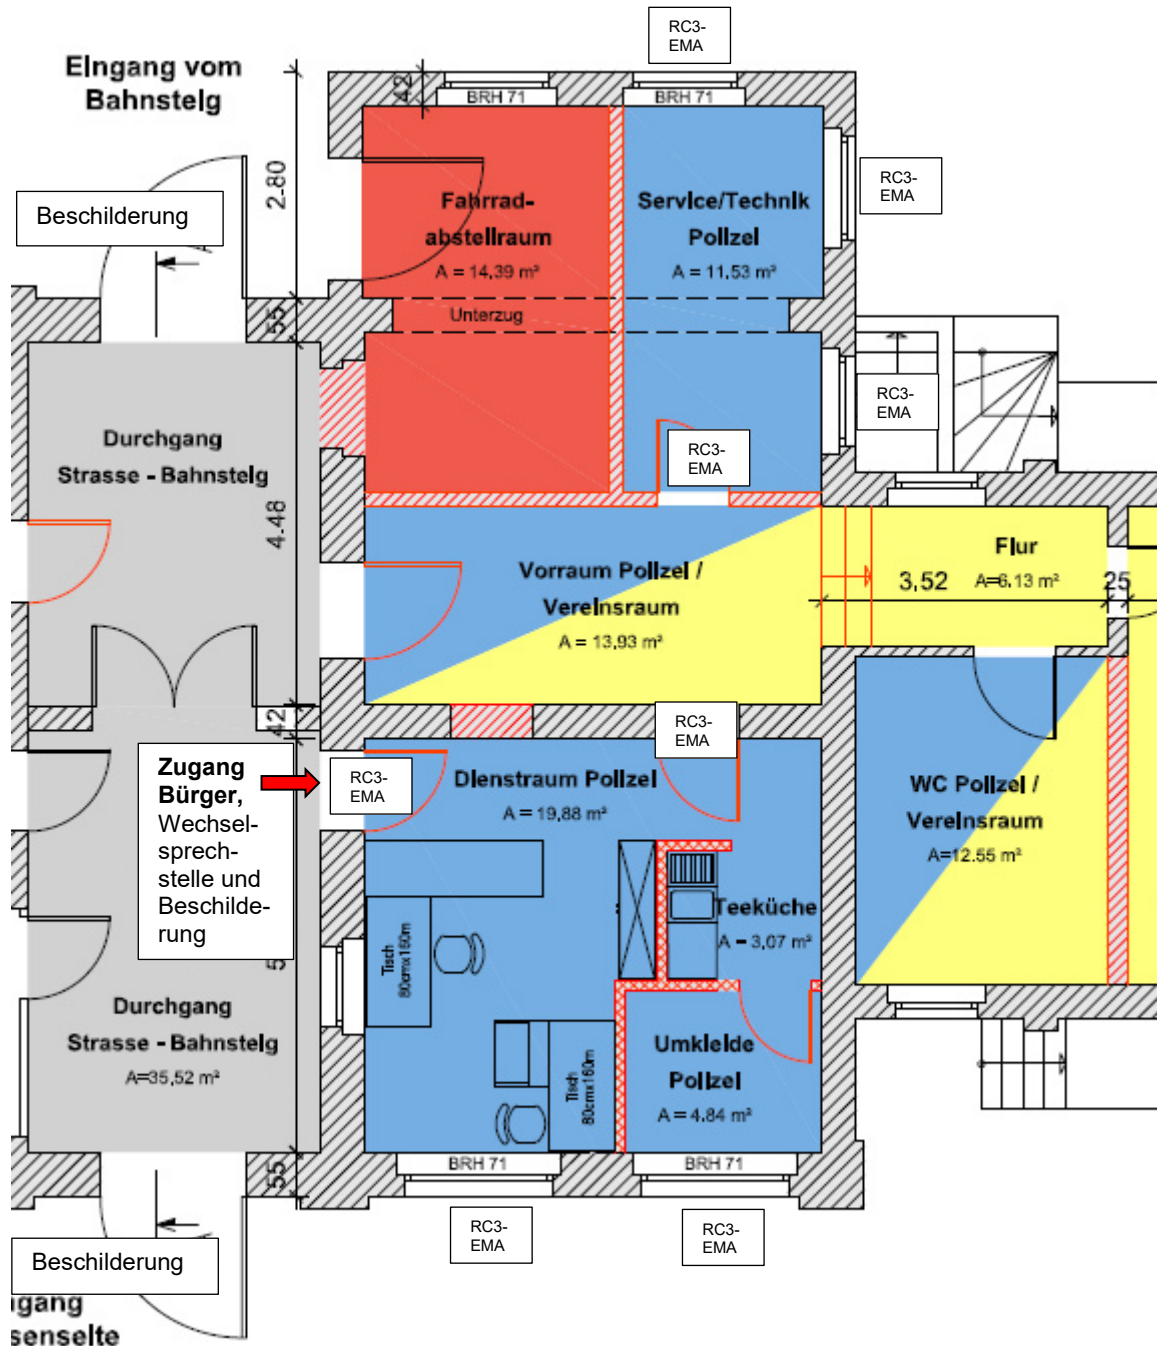 RC3-
EMA
Eingang vom
Bahnsteig
42
BRH 71
BRH 71
2.80
Beschilderung
RC3-
EMA
Fahrrad-
abstellraum
A = 14,39 m²
Service/Technik
Polizei
A = 11,53 m²
55
Unterzug
RC3-
EMA
Durchgang
Strasse - Bahnsteig
RC3-
EMA
4.48
Vorraum Polizei /
Vereinsraum
A = 13,93 m²
Flur
A=6.13 m²
3,52
25
42
RC3-
EMA
Zugang
Bürger,
Wechsel-
sprech-
stelle und
Beschilde-
rung
RC3-
EMA
Dienstraum Polizei
A = 19,88 m²
WC Polizei /
Vereinsraum
A=12.55 m²
Teeküche
A = 3,07 m²
Tisch
80cmx160m
5
Durchgang
Strasse - Bahnsteig
A=35,52 m²
Umkleide
Polizei
A = 4.84 m²
Tisch
80cmx160m
55
BRH 71
BRH 71
RC3-
EMA
RC3-
EMA
Beschilderung
gang
senseite